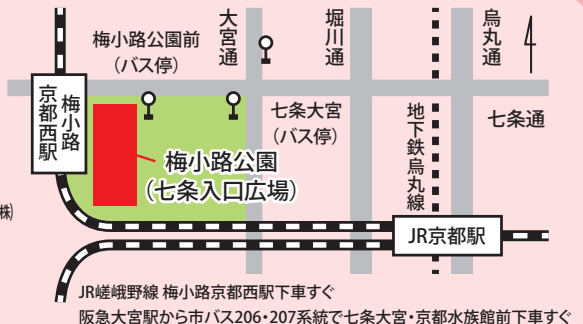 梅小路公園前
(バス停)
大宮通
堀川通
烏丸通
梅小路
京都西駅
七条大宮
(バス停)
地下鉄烏丸線
七条通
梅小路公園
(七条入口広場)
㈱
JR京都駅
JR嵯峨野線 梅小路京都西駅下車すぐ
阪急大宮駅から市バス206・207系統で七条大宮・京都水族館前下車すぐ